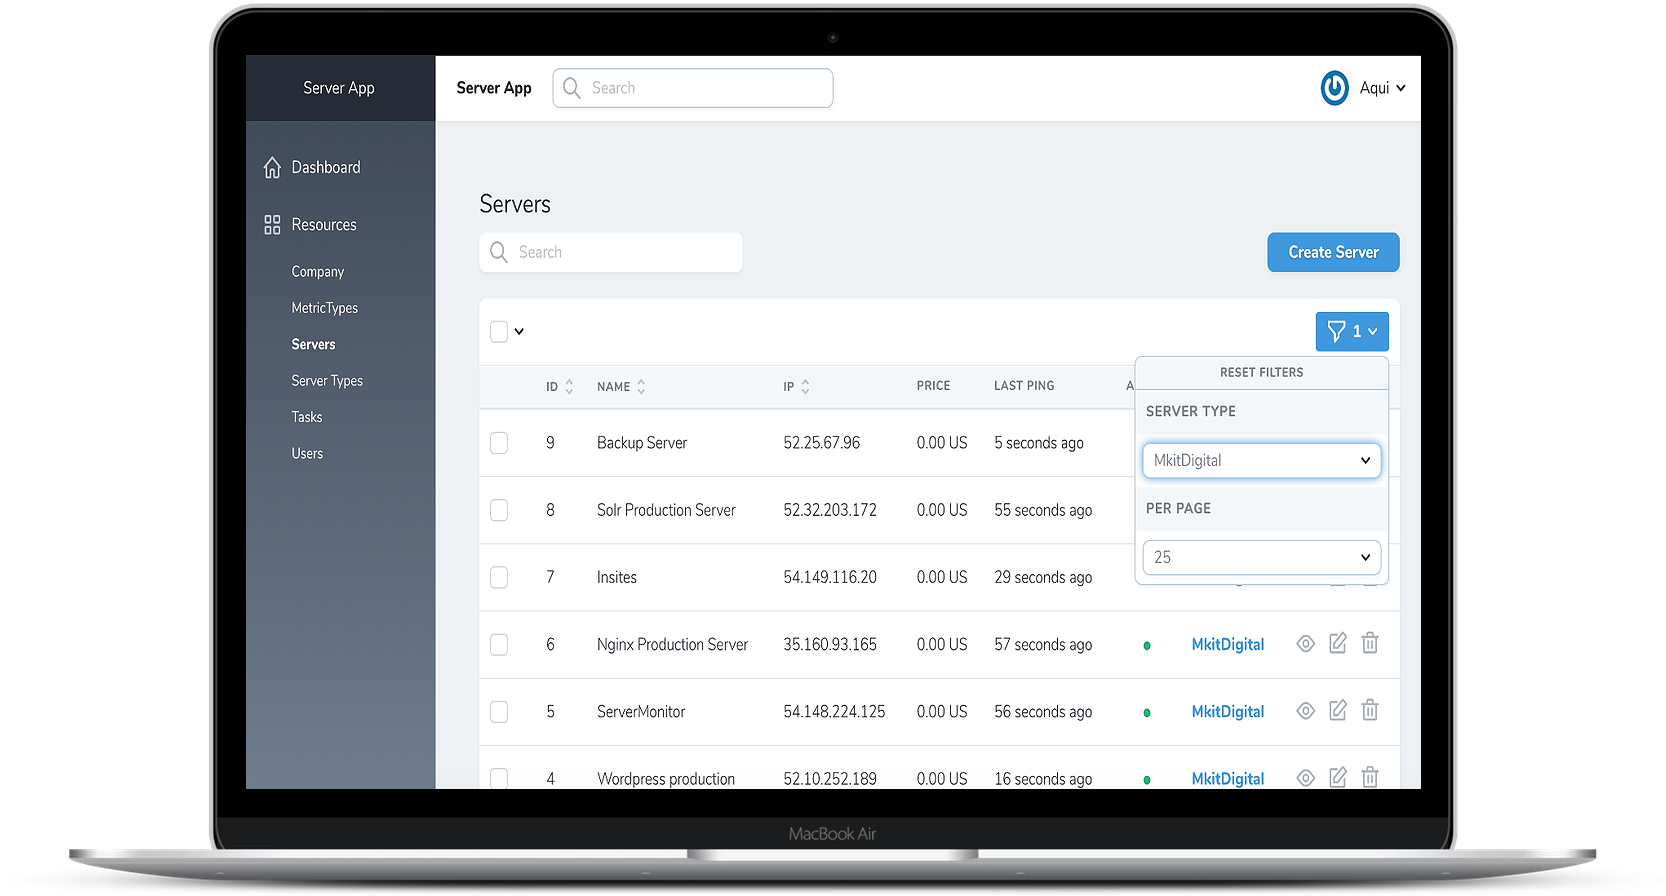 Server App
Server App
Search
Aqui
Dashboard
Resources
Company
MetricTypes
Servers
Server Types
Tasks
Users
Servers
Search
Create Server
1
RESET FILTERS
SERVER TYPE
MkitDigital
PER PAGE
25
ID NAME IP PRICE LAST PING A
9 Backup Server 52.25.67.96 0.00 US 5 seconds ago
8 Solr Production Server 52.32.203.172 0.00 US 55 seconds ago
7 Insites 54.149.116.20 0.00 US 29 seconds ago
6 Nginx Production Server 35.160.93.165 0.00 US 57 seconds ago MkitDigital
5 ServerMonitor 54.148.224.125 0.00 US 56 seconds ago MkitDigital
4 Wordpress production 52.10.252.189 0.00 US 16 seconds ago MkitDigital
MacBook Air